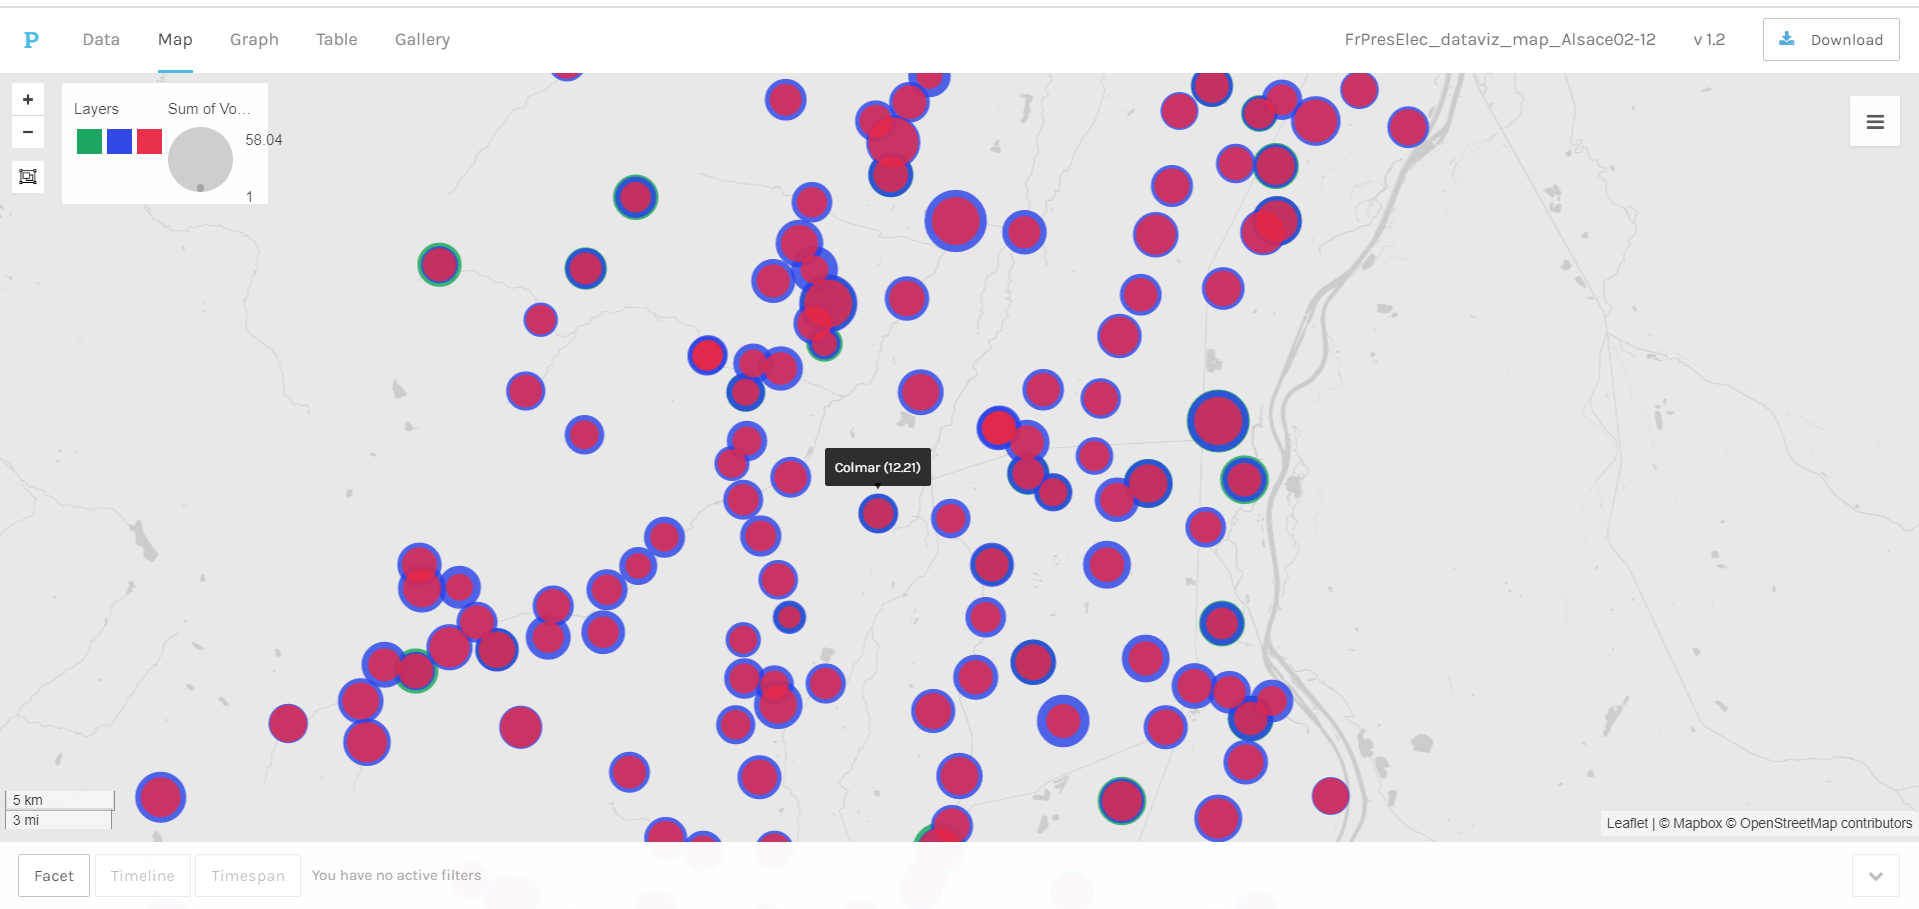 P Data Map Graph Table Gallery FrPresElec_dataviz_map_Alsace02-12 v 1.2 Download
+
−
Layers Sum of Vo...
58.04
1
Colmar (12.21)
5 km
3 mi
Leaflet | © Mapbox © OpenStreetMap contributors
Facet Timeline Timespan You have no active filters